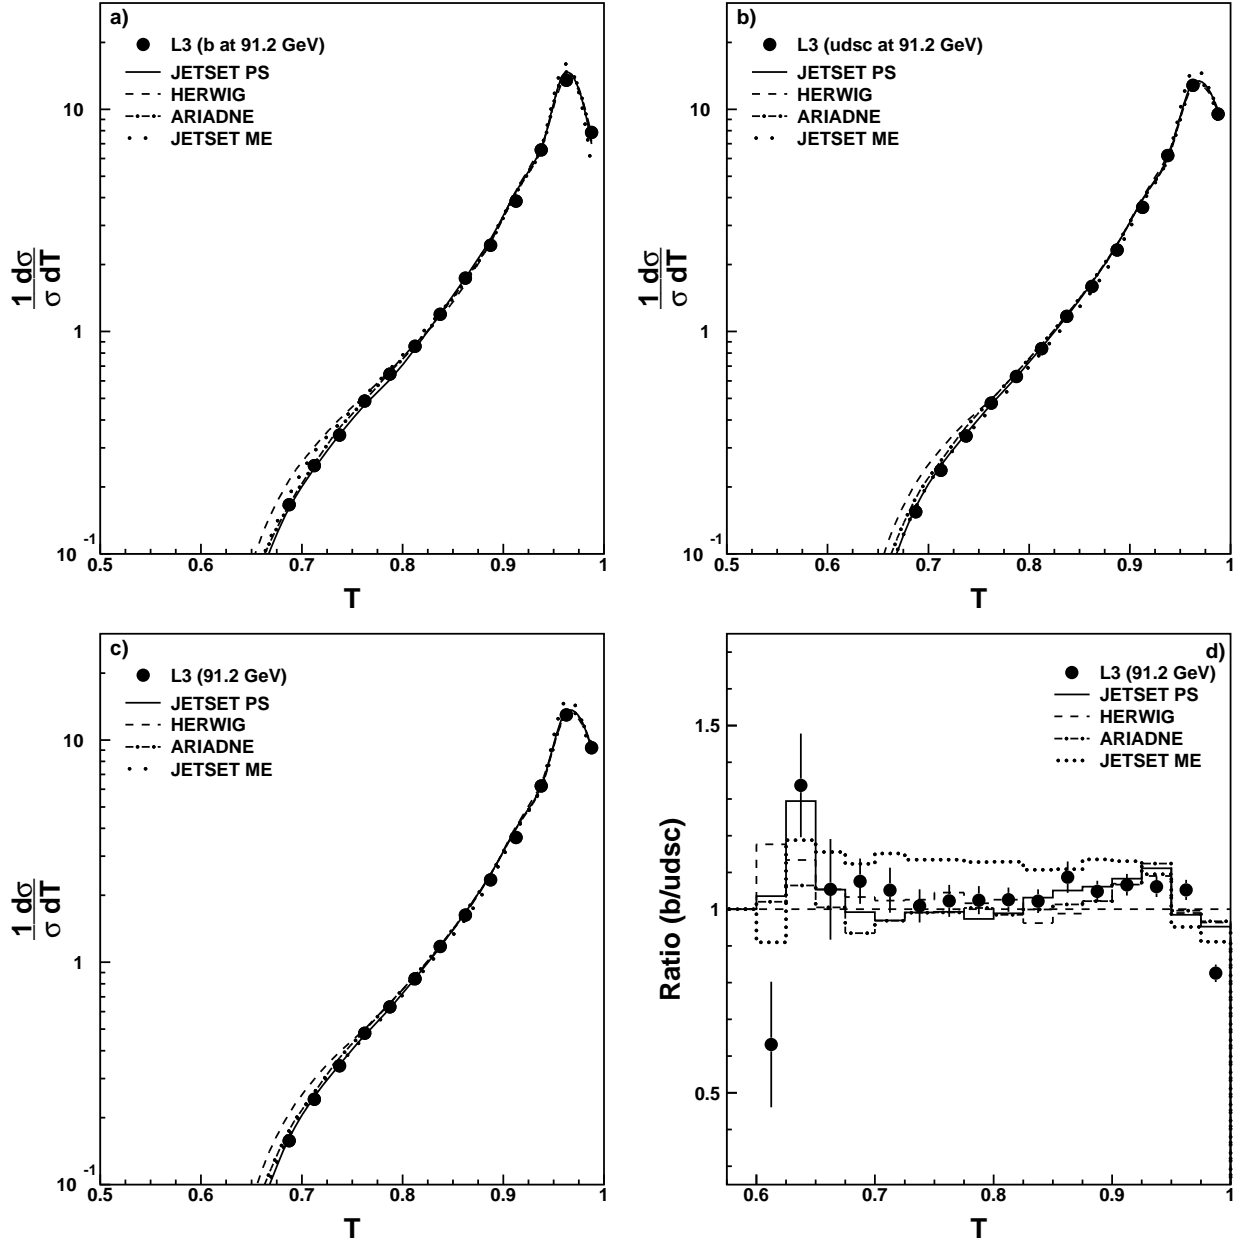 a)
L3 (b at 91.2 GeV)
JETSET PS
HERWIG
ARIADNE
JETSET ME
10
1
10 -1
1 dσ
σ dT
0.5 0.6 0.7 0.8 0.9 1
T
b)
L3 (udsc at 91.2 GeV)
JETSET PS
HERWIG
ARIADNE
JETSET ME
10
1
10 -1
1 dσ
σ dT
0.5 0.6 0.7 0.8 0.9 1
T
c)
L3 (91.2 GeV)
JETSET PS
HERWIG
ARIADNE
JETSET ME
10
1
10 -1
1 dσ
σ dT
0.5 0.6 0.7 0.8 0.9 1
T
d)
L3 (91.2 GeV)
JETSET PS
HERWIG
ARIADNE
JETSET ME
1.5
1
0.5
Ratio (b/udsc)
0.6 0.7 0.8 0.9 1
T